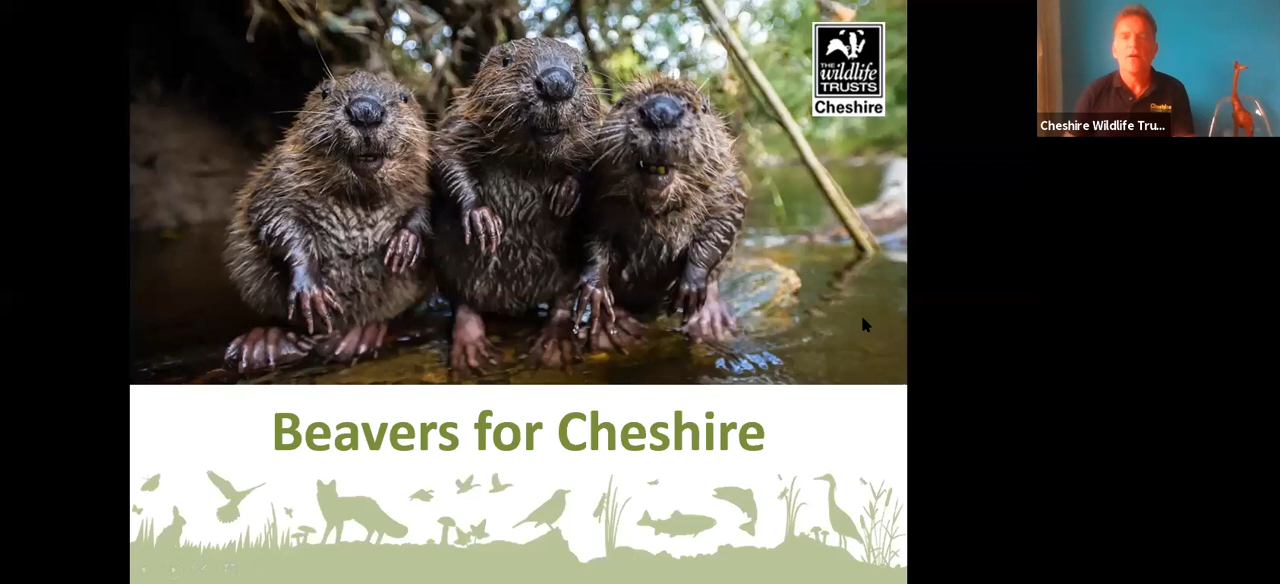 THE
wildlife
TRUSTS
Cheshire
Cheshire Wildlife Tru...
Beavers for Cheshire